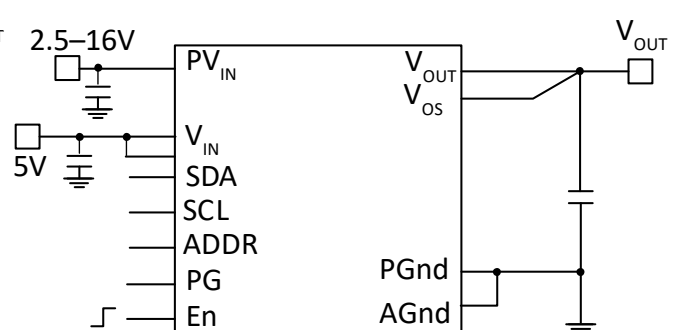 2.5–16V
PV_IN
V_OUT
V_OUT
V_OS
5V
V_IN
SDA
SCL
ADDR
PG
En
PGnd
AGnd